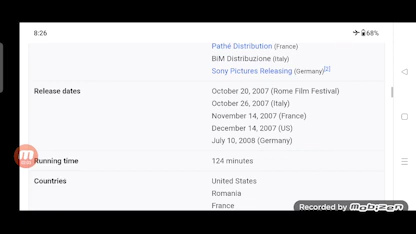 8:26
68%
Pathé Distribution (France)
BiM Distribuzione (Italy)
Sony Pictures Releasing (Germany)[2]
Release dates
October 20, 2007 (Rome Film Festival)
October 26, 2007 (Italy)
November 14, 2007 (France)
December 14, 2007 (US)
July 10, 2008 (Germany)
Running time
124 minutes
Countries
United States
Romania
France
Recorded by Mobizen